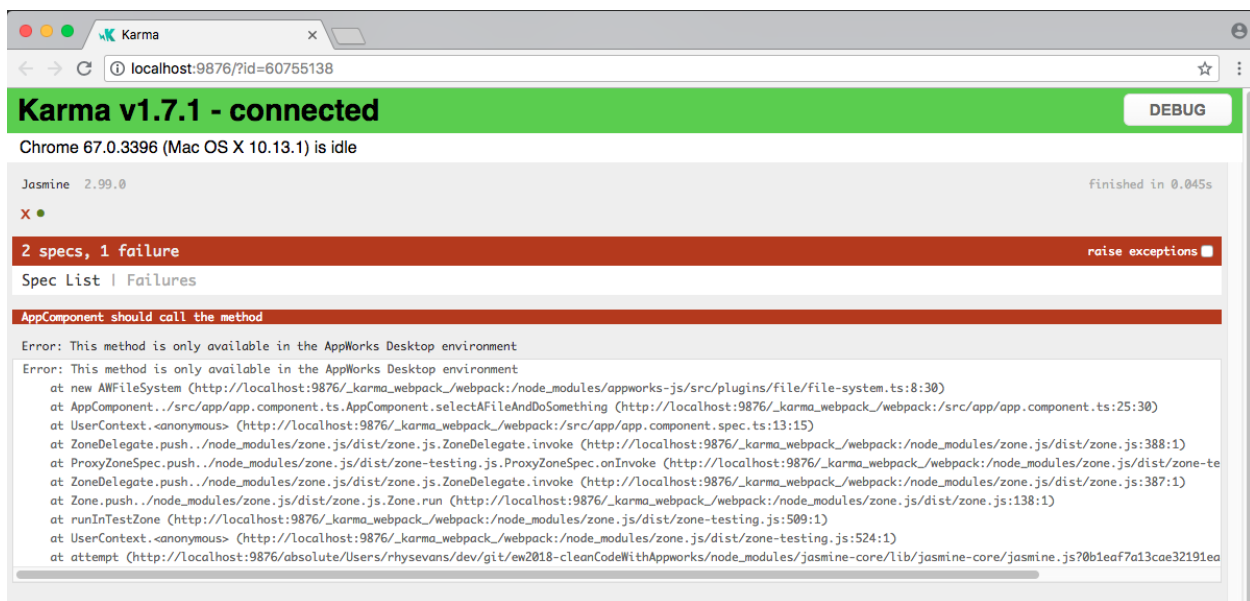 Karma
localhost:9876/?id=60755138
Karma v1.7.1 - connected
DEBUG
Chrome 67.0.3396 (Mac OS X 10.13.1) is idle
Jasmine 2.99.0 finished in 0.045s
X •
2 specs, 1 failure raise exceptions
Spec List | Failures
AppComponent should call the method
Error: This method is only available in the AppWorks Desktop environment
Error: This method is only available in the AppWorks Desktop environment
at new AWFileSystem (http://localhost:9876/_karma_webpack_/webpack:/node_modules/appworks-js/src/plugins/file/file-system.ts:8:30)
at AppComponent../src/app/app.component.ts.AppComponent.selectAFileAndDoSomething (http://localhost:9876/_karma_webpack_/webpack:/src/app/app.component.ts:25:30)
at UserContext.<anonymous> (http://localhost:9876/_karma_webpack_/webpack:/src/app/app.component.spec.ts:13:15)
at ZoneDelegate.push../node_modules/zone.js/dist/zone.js.ZoneDelegate.invoke (http://localhost:9876/_karma_webpack_/webpack:/node_modules/zone.js/dist/zone.js:388:1)
at ProxyZoneSpec.push../node_modules/zone.js/dist/zone-testing.js.ProxyZoneSpec.onInvoke (http://localhost:9876/_karma_webpack_/webpack:/node_modules/zone.js/dist/zone-te
at ZoneDelegate.push../node_modules/zone.js/dist/zone.js.ZoneDelegate.invoke (http://localhost:9876/_karma_webpack_/webpack:/node_modules/zone.js/dist/zone.js:387:1)
at Zone.push../node_modules/zone.js/dist/zone.js.Zone.run (http://localhost:9876/_karma_webpack_/webpack:/node_modules/zone.js/dist/zone.js:138:1)
at runInTestZone (http://localhost:9876/_karma_webpack_/webpack:/node_modules/zone.js/dist/zone-testing.js:509:1)
at UserContext.<anonymous> (http://localhost:9876/_karma_webpack_/webpack:/node_modules/zone.js/dist/zone-testing.js:524:1)
at attempt (http://localhost:9876/absolute/Users/rhysevans/dev/git/ew2018-cleanCodeWithAppworks/node_modules/jasmine-core/lib/jasmine-core/jasmine.js?0b1eaf7a13cae32191ea